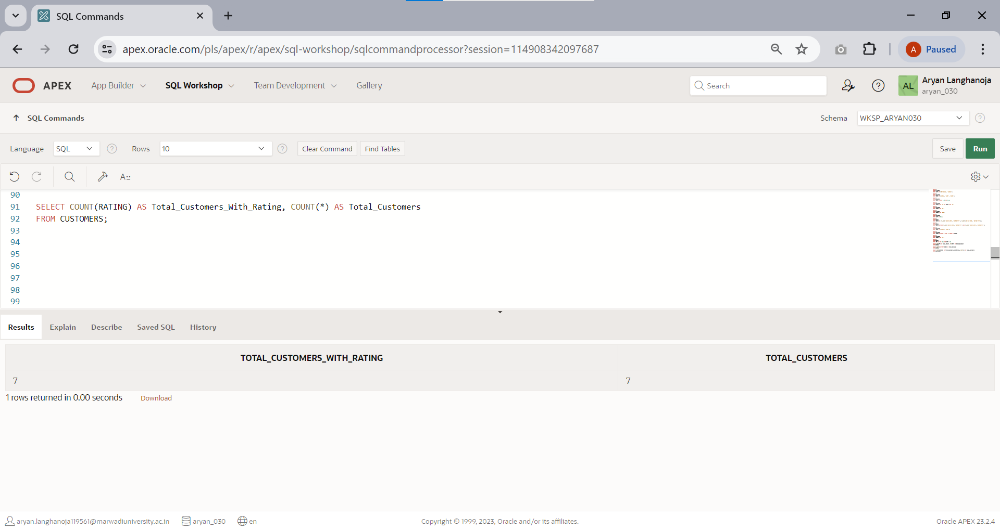 SQL Commands
apex.oracle.com/pls/apex/r/apex/sql-workshop/sqlcommandprocessor?session=114908342097687
A Paused
APEX App Builder SQL Workshop Team Development Gallery Search AL Aryan Langhanoja
aryan_030
SQL Commands Schema WKSP_ARYAN030
Language SQL Rows 10 Clear Command Find Tables Save Run
90
91 SELECT COUNT(RATING) AS Total_Customers_With_Rating, COUNT(*) AS Total_Customers
92 FROM CUSTOMERS;
93
94
95
96
97
98
99
Results Explain Describe Saved SQL History
TOTAL_CUSTOMERS_WITH_RATING TOTAL_CUSTOMERS
7 7
1 rows returned in 0.00 seconds Download
aryan.langhanoja119561@marwadiuniversity.ac.in aryan_030 en Copyright © 1999, 2023, Oracle and/or its affiliates. Oracle APEX 23.2.4